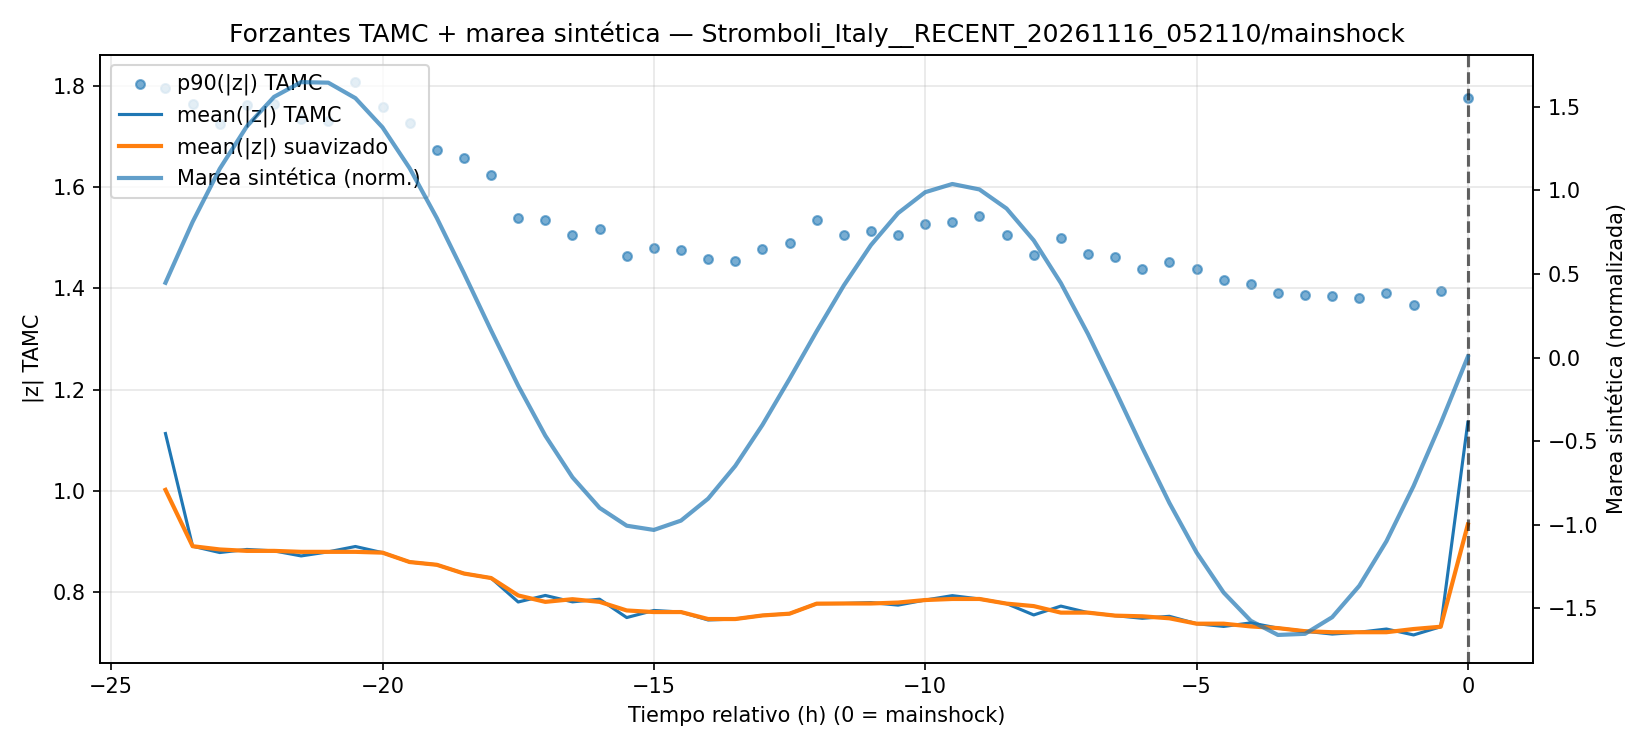 Forzantes TAMC + marea sintética — Stromboli_Italy__RECENT_20261116_052110/mainshock
p90(|z|) TAMC
mean(|z|) TAMC
mean(|z|) suavizado
Marea sintética (norm.)
|z| TAMC
1.8
1.6
1.4
1.2
1.0
0.8
1.5
1.0
0.5
0.0
−0.5
−1.0
−1.5
Marea sintética (normalizada)
−25
−20
−15
−10
−5
0
Tiempo relativo (h) (0 = mainshock)